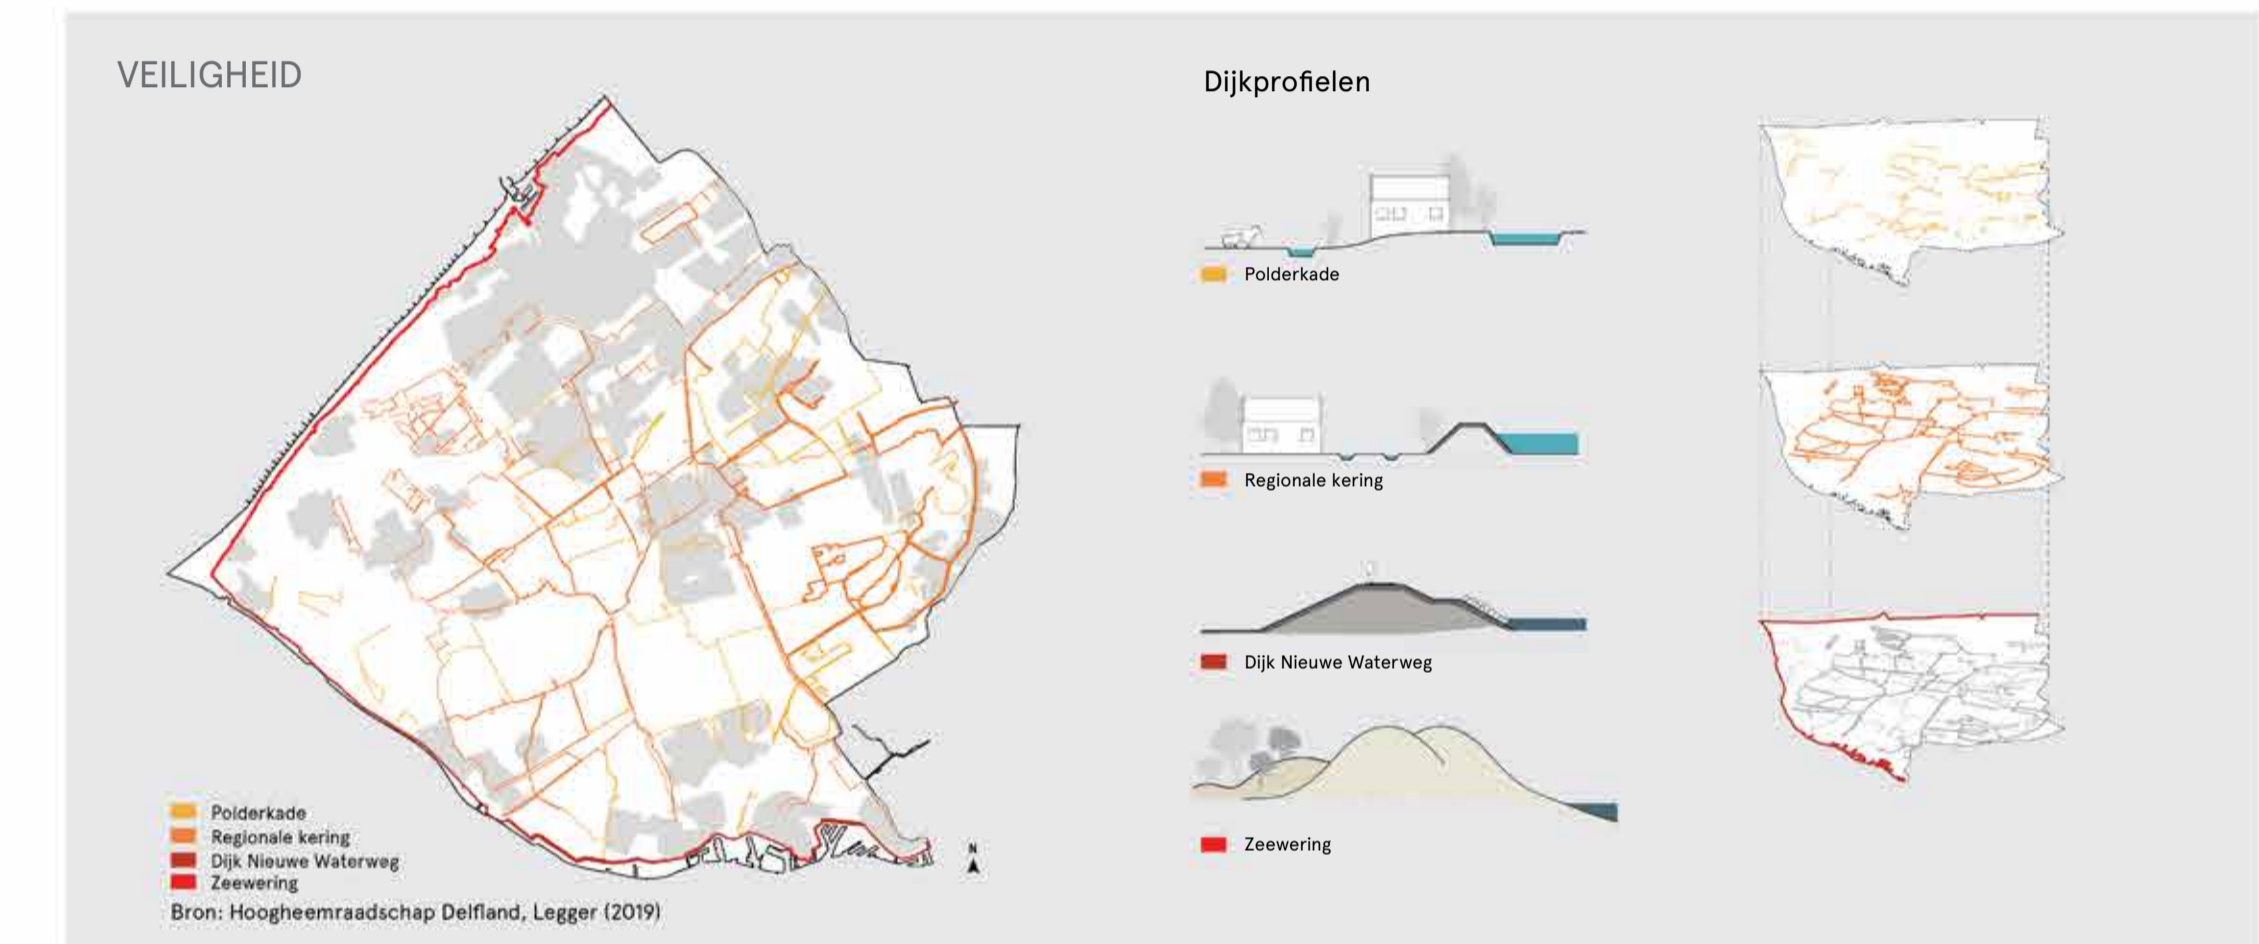 VEILIGHEID
Polderkade
Regionale kering
Dijk Nieuwe Waterweg
Zeewering
Bron: Hoogheemraadschap Delfland, Legger (2019)
N
Dijkprofielen
Polderkade
Regionale kering
Dijk Nieuwe Waterweg
Zeewering